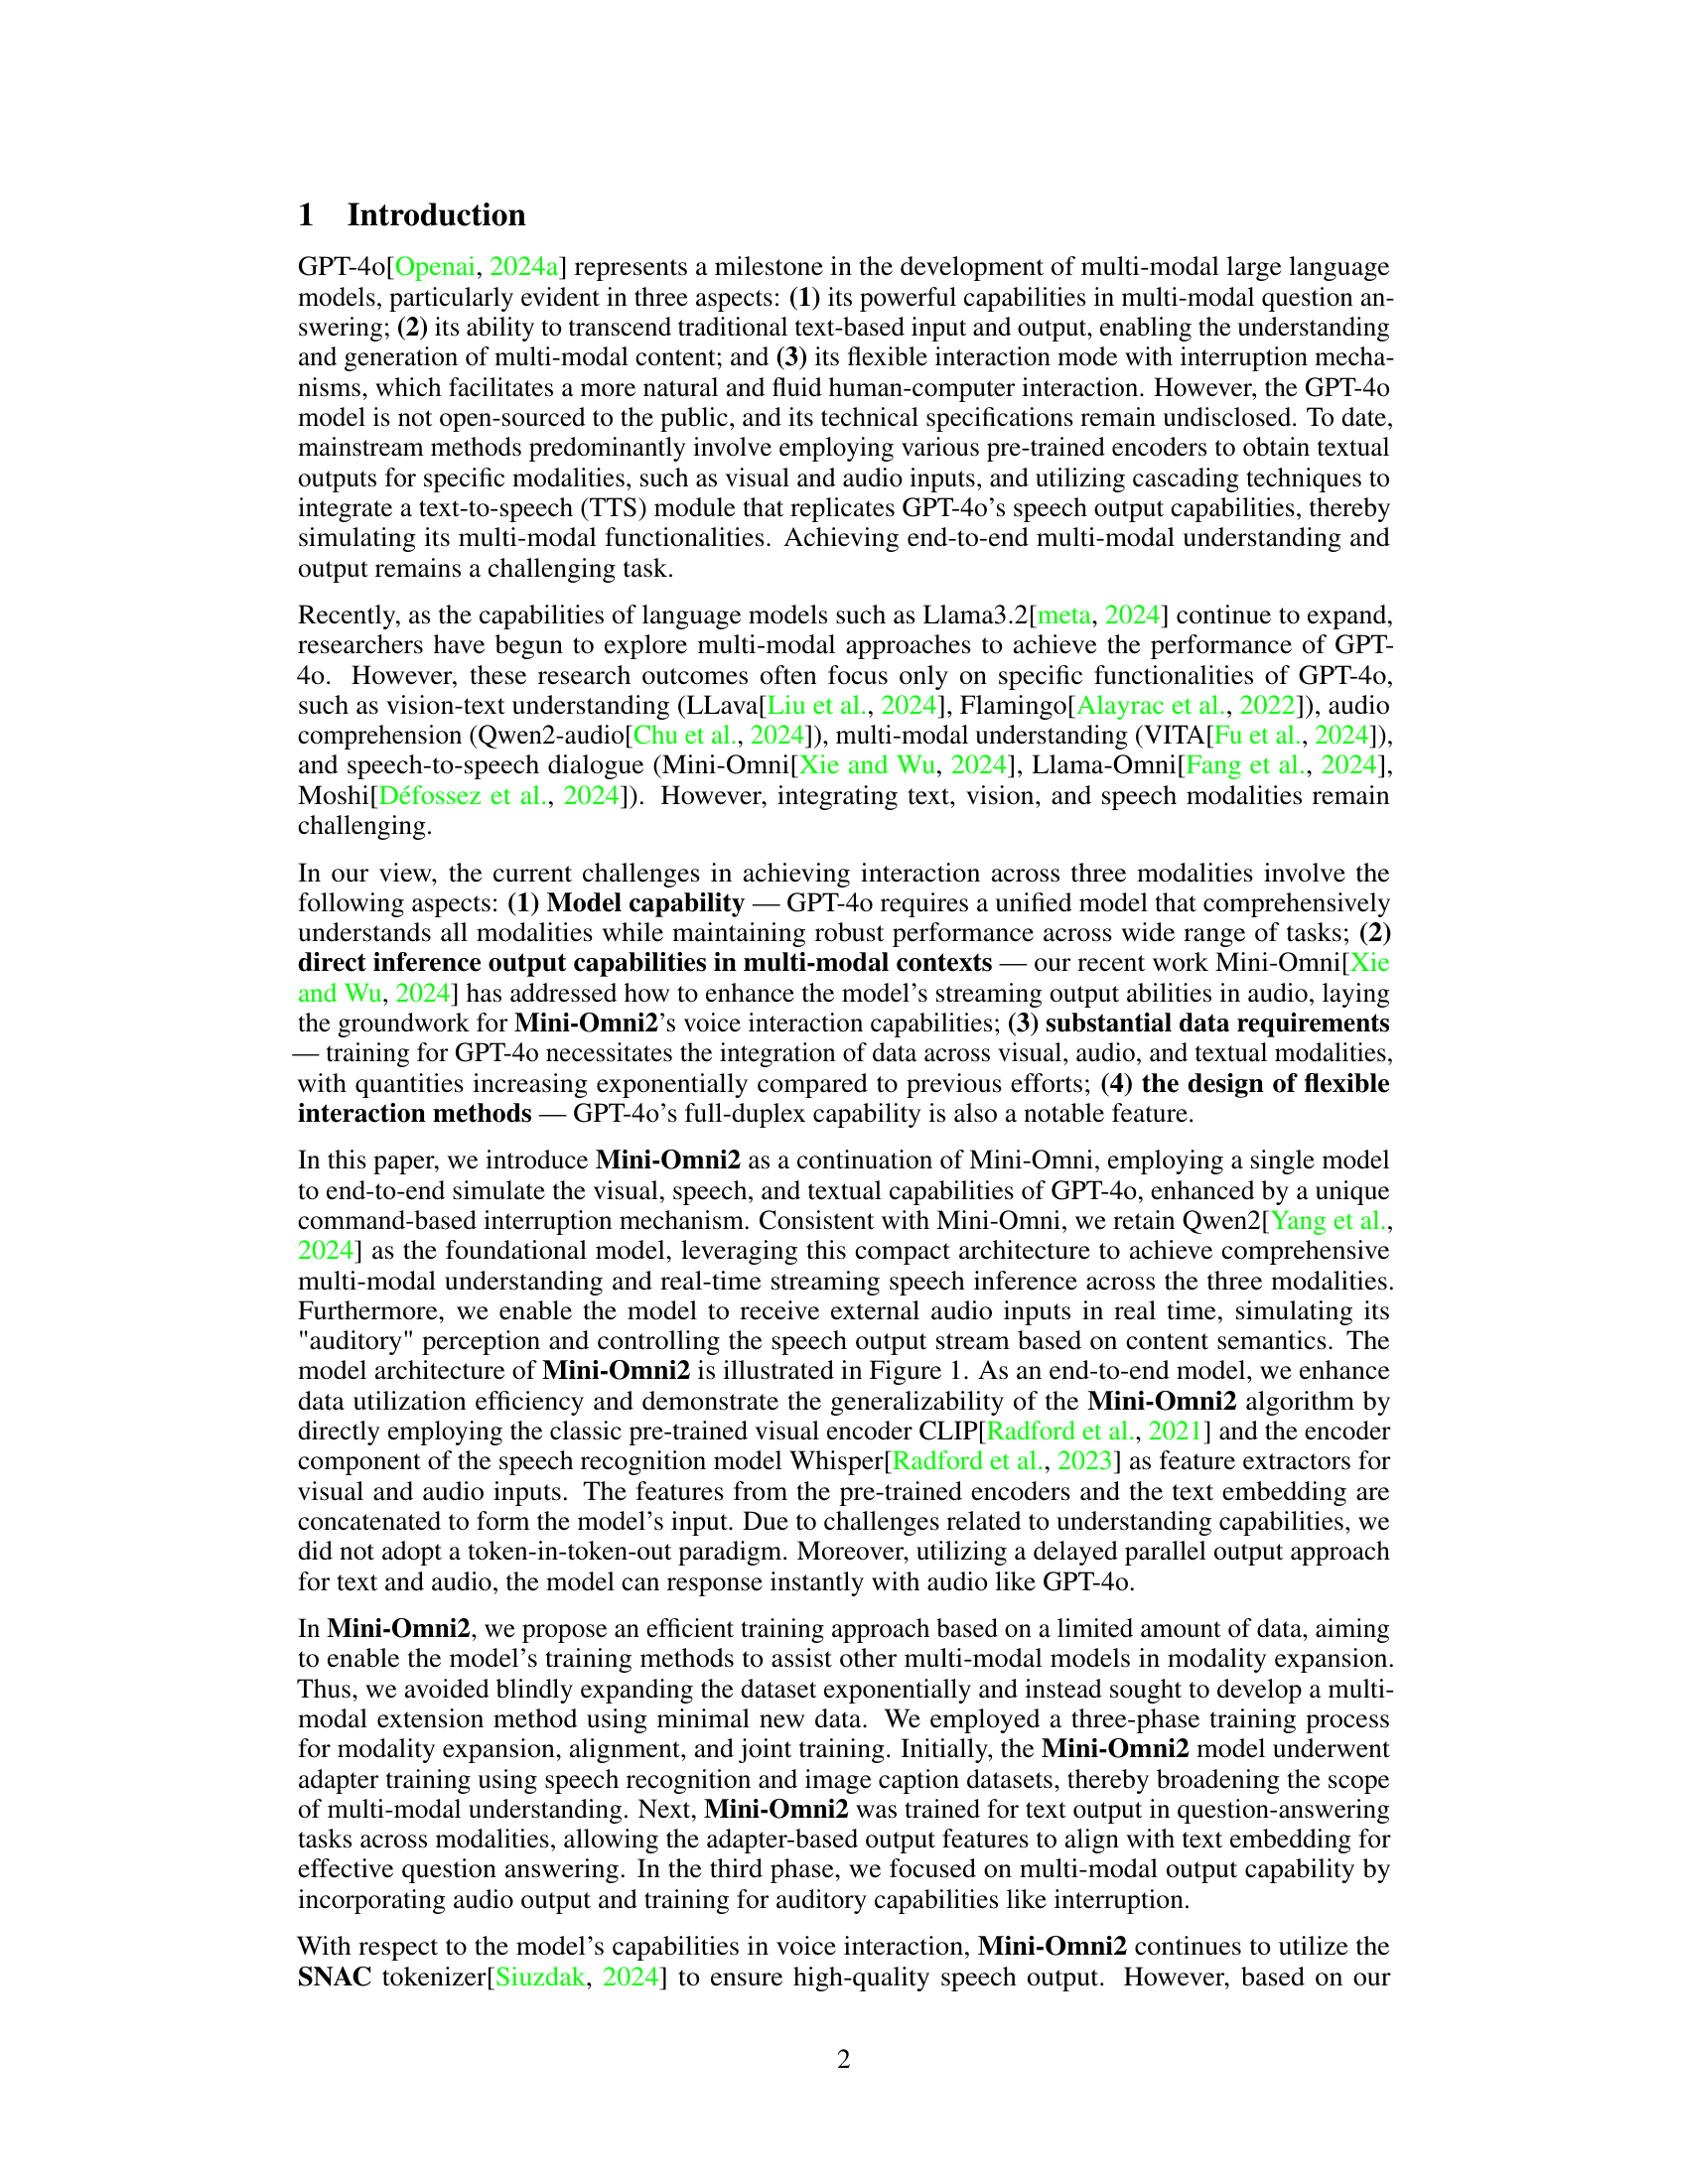 1 Introduction
GPT-4o[Openai, 2024a] represents a milestone in the development of multi-modal large language
models, particularly evident in three aspects: (1) its powerful capabilities in multi-modal question an-
swering; (2) its ability to transcend traditional text-based input and output, enabling the understanding
and generation of multi-modal content; and (3) its flexible interaction mode with interruption mecha-
nisms, which facilitates a more natural and fluid human-computer interaction. However, the GPT-4o
model is not open-sourced to the public, and its technical specifications remain undisclosed. To date,
mainstream methods predominantly involve employing various pre-trained encoders to obtain textual
outputs for specific modalities, such as visual and audio inputs, and utilizing cascading techniques to
integrate a text-to-speech (TTS) module that replicates GPT-4o's speech output capabilities, thereby
simulating its multi-modal functionalities. Achieving end-to-end multi-modal understanding and
output remains a challenging task.
Recently, as the capabilities of language models such as Llama3.2[meta, 2024] continue to expand,
researchers have begun to explore multi-modal approaches to achieve the performance of GPT-
4o. However, these research outcomes often focus only on specific functionalities of GPT-4o,
such as vision-text understanding (LLava[Liu et al., 2024], Flamingo[Alayrac et al., 2022]), audio
comprehension (Qwen2-audio[Chu et al., 2024]), multi-modal understanding (VITA[Fu et al., 2024]),
and speech-to-speech dialogue (Mini-Omni[Xie and Wu, 2024], Llama-Omni[Fang et al., 2024],
Moshi[Défossez et al., 2024]). However, integrating text, vision, and speech modalities remain
challenging.
In our view, the current challenges in achieving interaction across three modalities involve the
following aspects: (1) Model capability — GPT-4o requires a unified model that comprehensively
understands all modalities while maintaining robust performance across wide range of tasks; (2)
direct inference output capabilities in multi-modal contexts — our recent work Mini-Omni[Xie
and Wu, 2024] has addressed how to enhance the model's streaming output abilities in audio, laying
the groundwork for Mini-Omni2's voice interaction capabilities; (3) substantial data requirements
— training for GPT-4o necessitates the integration of data across visual, audio, and textual modalities,
with quantities increasing exponentially compared to previous efforts; (4) the design of flexible
interaction methods — GPT-4o's full-duplex capability is also a notable feature.
In this paper, we introduce Mini-Omni2 as a continuation of Mini-Omni, employing a single model
to end-to-end simulate the visual, speech, and textual capabilities of GPT-4o, enhanced by a unique
command-based interruption mechanism. Consistent with Mini-Omni, we retain Qwen2[Yang et al.,
2024] as the foundational model, leveraging this compact architecture to achieve comprehensive
multi-modal understanding and real-time streaming speech inference across the three modalities.
Furthermore, we enable the model to receive external audio inputs in real time, simulating its
"auditory" perception and controlling the speech output stream based on content semantics. The
model architecture of Mini-Omni2 is illustrated in Figure 1. As an end-to-end model, we enhance
data utilization efficiency and demonstrate the generalizability of the Mini-Omni2 algorithm by
directly employing the classic pre-trained visual encoder CLIP[Radford et al., 2021] and the encoder
component of the speech recognition model Whisper[Radford et al., 2023] as feature extractors for
visual and audio inputs. The features from the pre-trained encoders and the text embedding are
concatenated to form the model's input. Due to challenges related to understanding capabilities, we
did not adopt a token-in-token-out paradigm. Moreover, utilizing a delayed parallel output approach
for text and audio, the model can response instantly with audio like GPT-4o.
In Mini-Omni2, we propose an efficient training approach based on a limited amount of data, aiming
to enable the model's training methods to assist other multi-modal models in modality expansion.
Thus, we avoided blindly expanding the dataset exponentially and instead sought to develop a multi-
modal extension method using minimal new data. We employed a three-phase training process
for modality expansion, alignment, and joint training. Initially, the Mini-Omni2 model underwent
adapter training using speech recognition and image caption datasets, thereby broadening the scope
of multi-modal understanding. Next, Mini-Omni2 was trained for text output in question-answering
tasks across modalities, allowing the adapter-based output features to align with text embedding for
effective question answering. In the third phase, we focused on multi-modal output capability by
incorporating audio output and training for auditory capabilities like interruption.
With respect to the model's capabilities in voice interaction, Mini-Omni2 continues to utilize the
SNAC tokenizer[Siuzdak, 2024] to ensure high-quality speech output. However, based on our
2